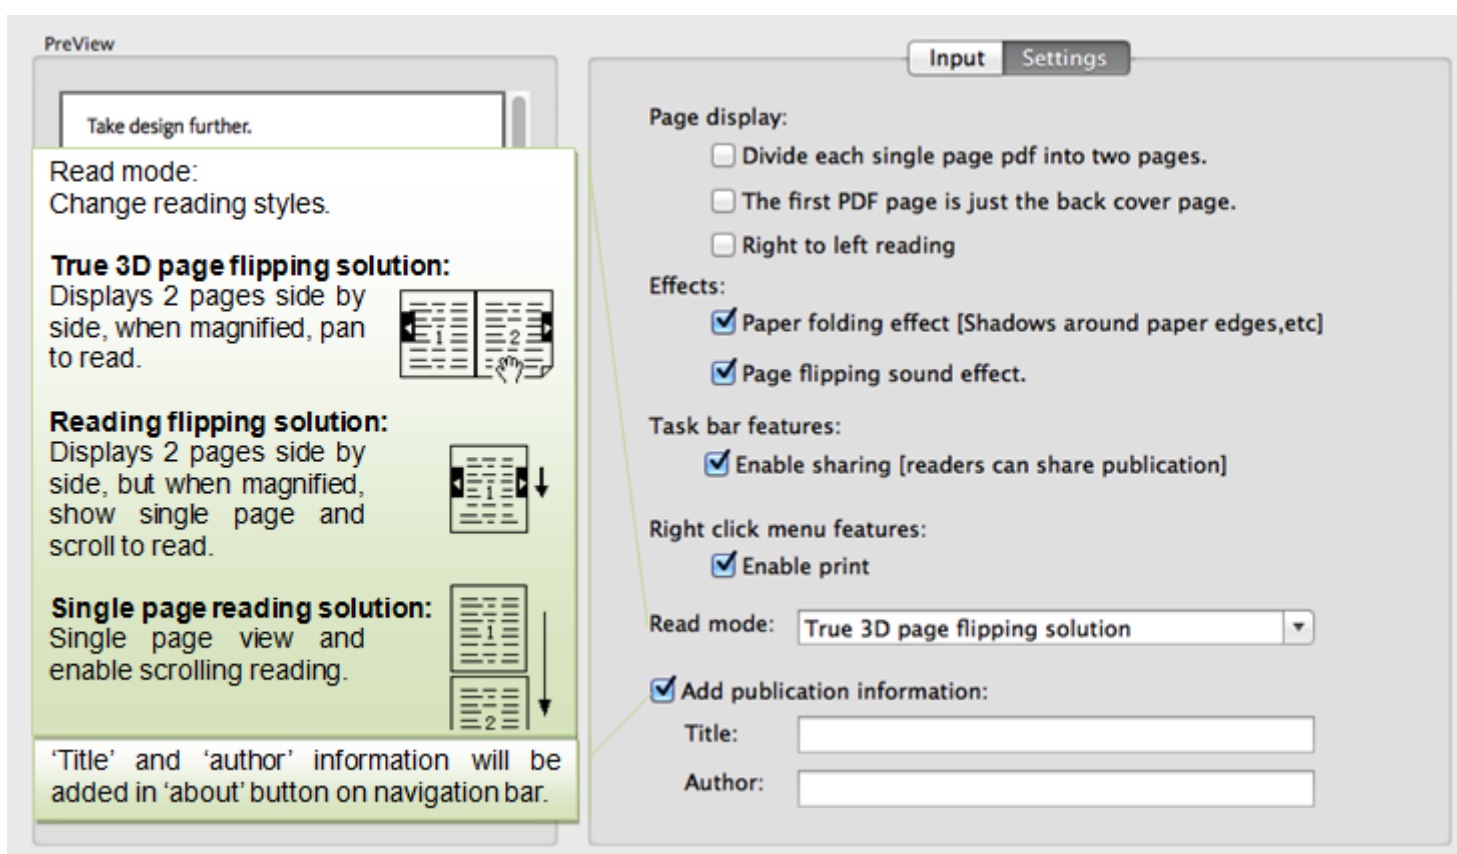 PreView
Take design further.
Read mode:
Change reading styles.
True 3D page flipping solution:
Displays 2 pages side by
side, when magnified, pan
to read.
1 2
Reading flipping solution:
Displays 2 pages side by
side, but when magnified,
show single page and
scroll to read.
1
Single page reading solution:
Single page view and
enable scrolling reading.
1
2
‘Title’ and ‘author’ information will be
added in ‘about’ button on navigation bar.
Input Settings
Page display:
Divide each single page pdf into two pages.
The first PDF page is just the back cover page.
Right to left reading
Effects:
Paper folding effect [Shadows around paper edges,etc]
Page flipping sound effect.
Task bar features:
Enable sharing [readers can share publication]
Right click menu features:
Enable print
Read mode: True 3D page flipping solution
Add publication information:
Title:
Author: